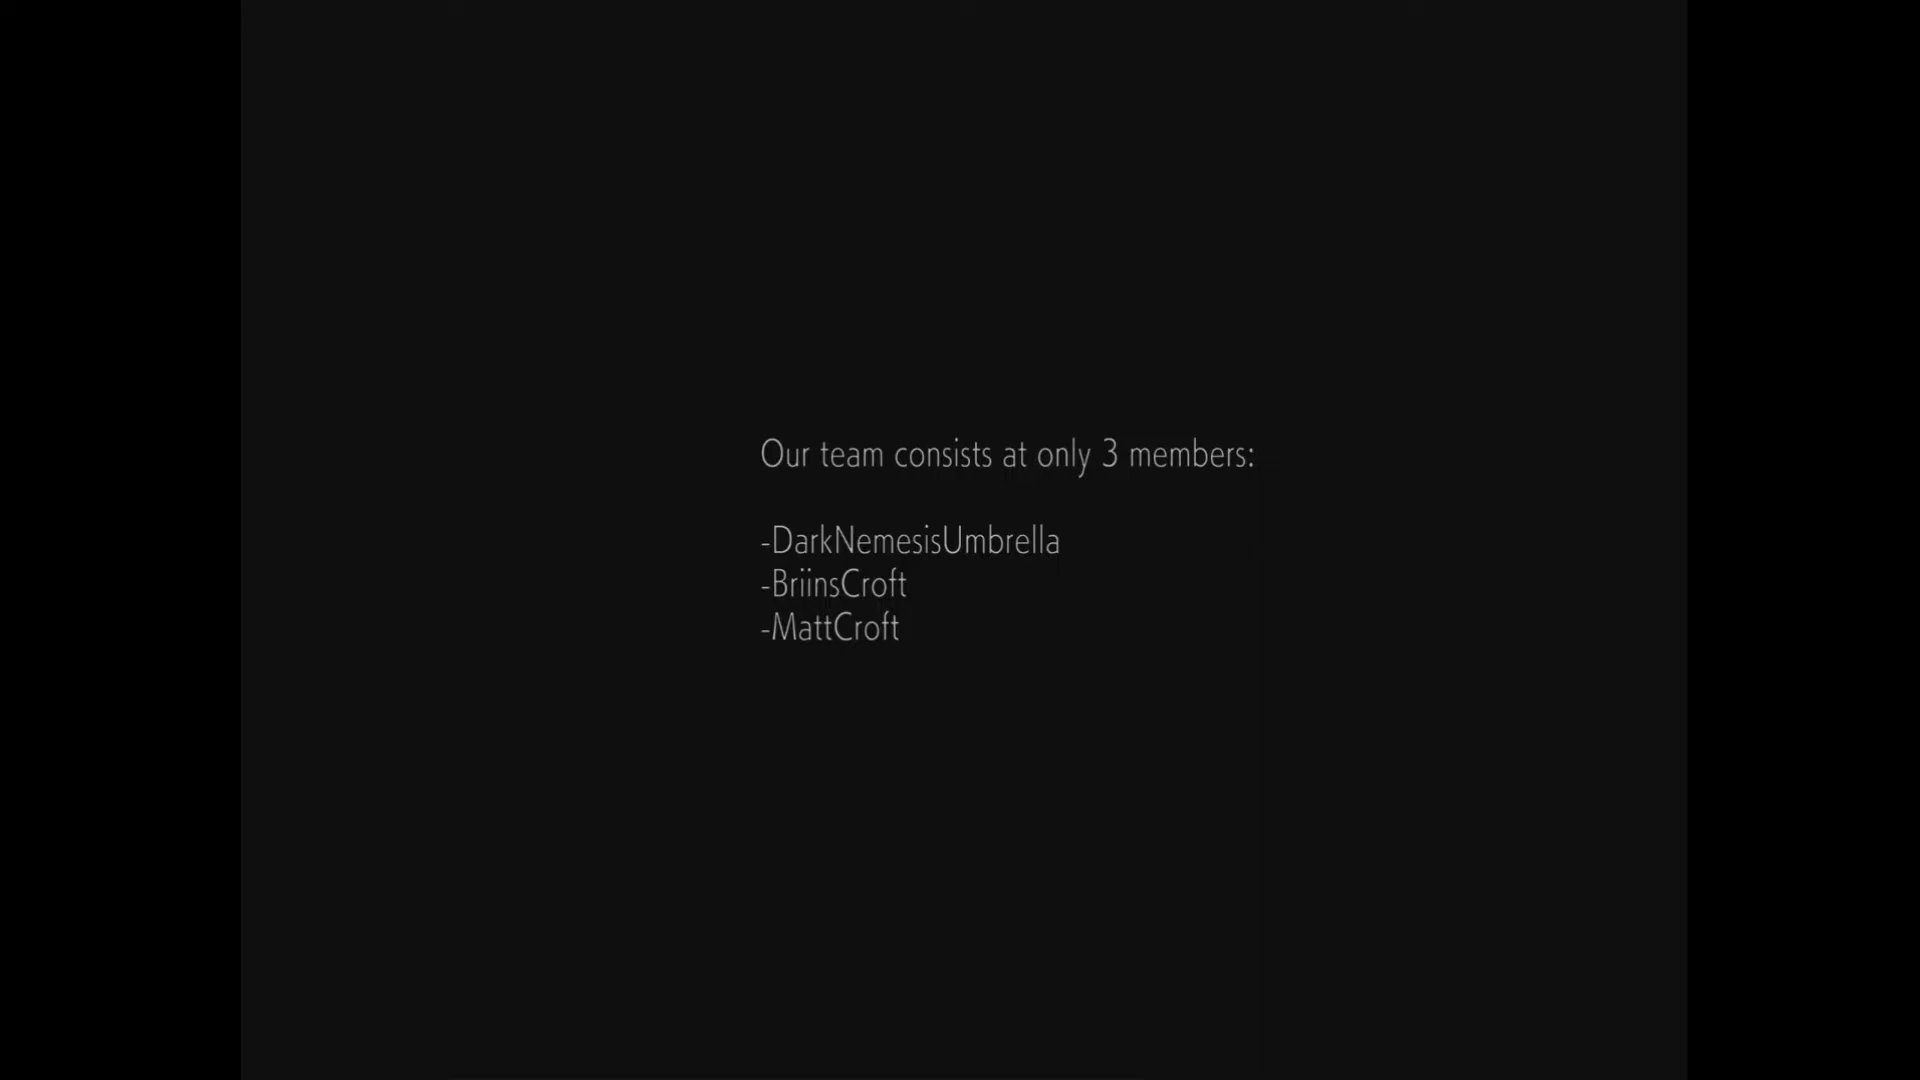 Our team consists at only 3 members:
-DarkNemesisUmbrella
-BriinsCroft
-MattCroft